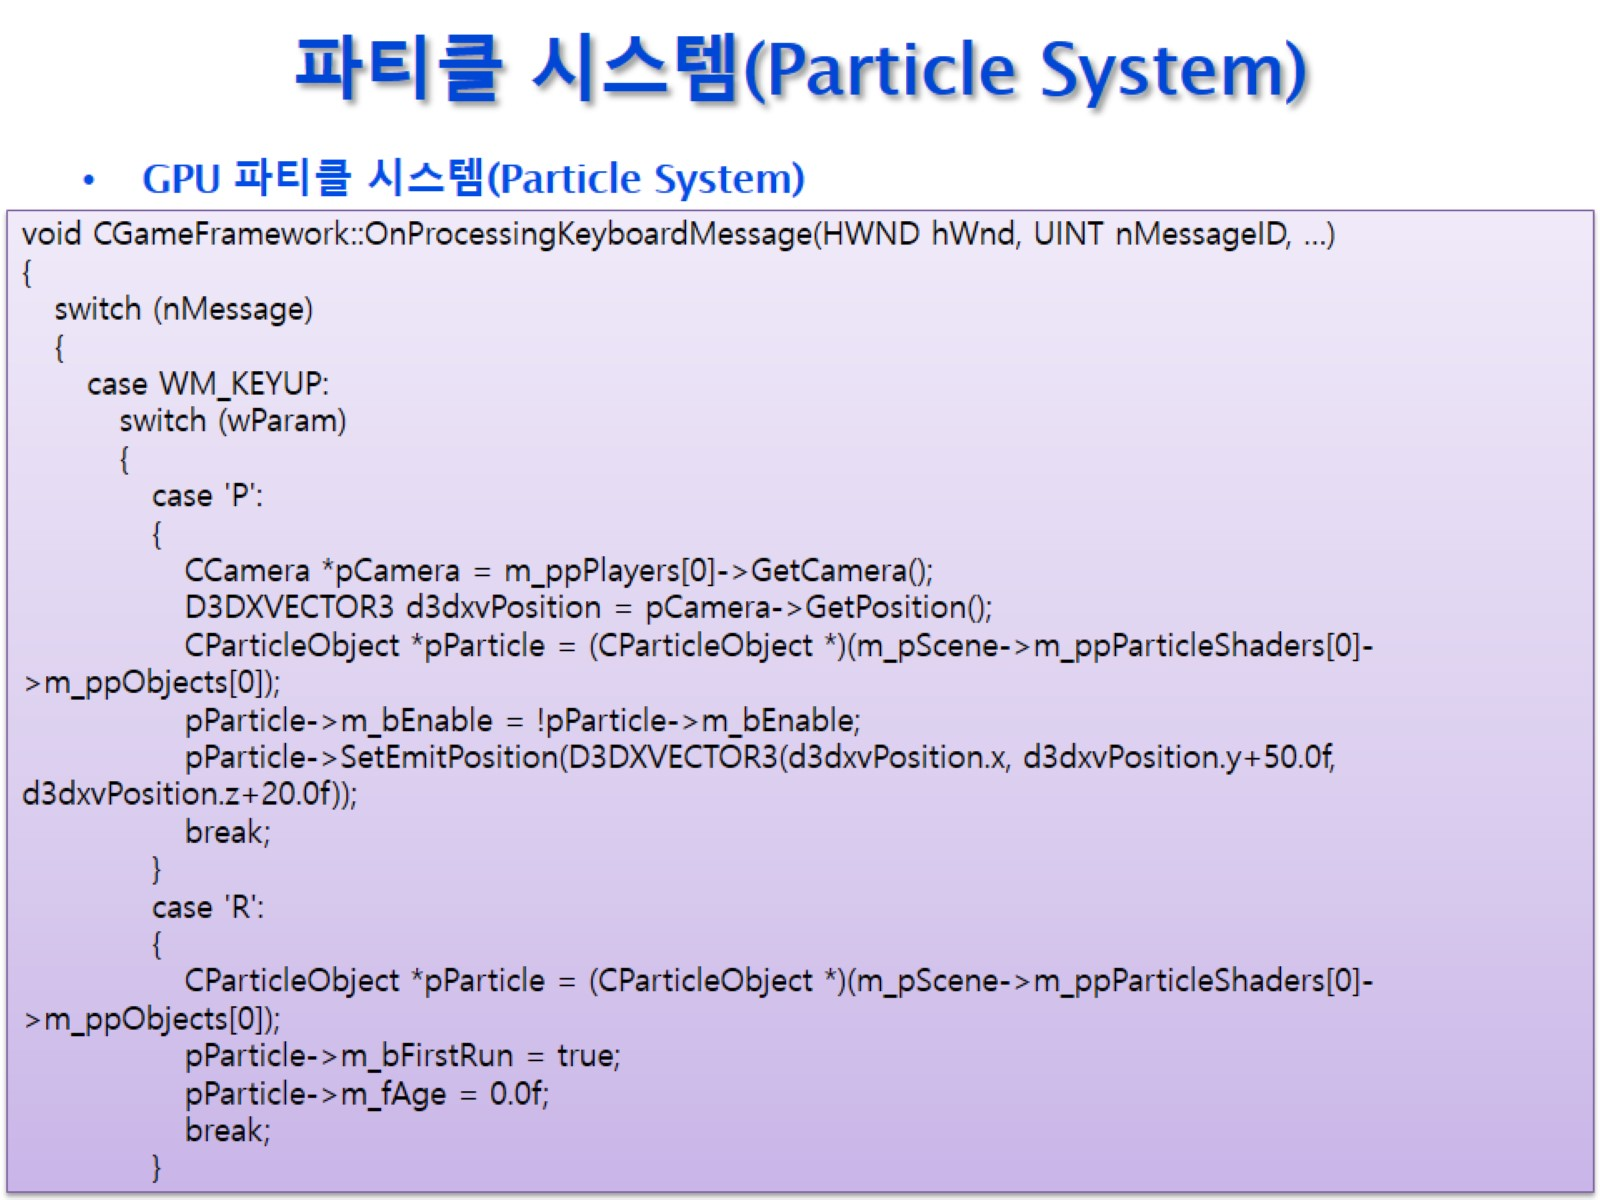 파티클 시스템(Particle System)
• GPU 파티클 시스템(Particle System)
void CGameFramework::OnProcessingKeyboardMessage(HWND hWnd, UINT nMessageID, ...)
{
switch (nMessage)
{
case WM_KEYUP:
switch (wParam)
{
case 'P':
{
CCamera *pCamera = m_ppPlayers[0]->GetCamera();
D3DXVECTOR3 d3dxvPosition = pCamera->GetPosition();
CParticleObject *pParticle = (CParticleObject *)(m_pScene->m_ppParticleShaders[0]-
>m_ppObjects[0]);
pParticle->m_bEnable = !pParticle->m_bEnable;
pParticle->SetEmitPosition(D3DXVECTOR3(d3dxvPosition.x, d3dxvPosition.y+50.0f,
d3dxvPosition.z+20.0f));
break;
}
case 'R':
{
CParticleObject *pParticle = (CParticleObject *)(m_pScene->m_ppParticleShaders[0]-
>m_ppObjects[0]);
pParticle->m_bFirstRun = true;
pParticle->m_fAge = 0.0f;
break;
}